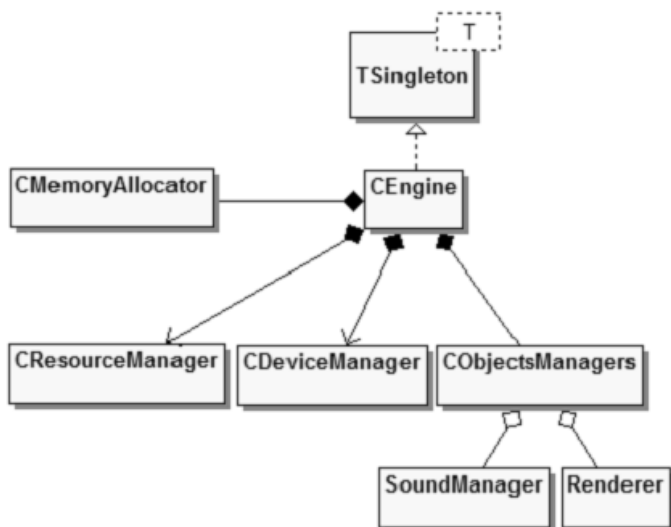 T
TSingleton
CMemoryAllocator
CEngine
CResourceManager
CDeviceManager
CObjectsManagers
SoundManager
Renderer